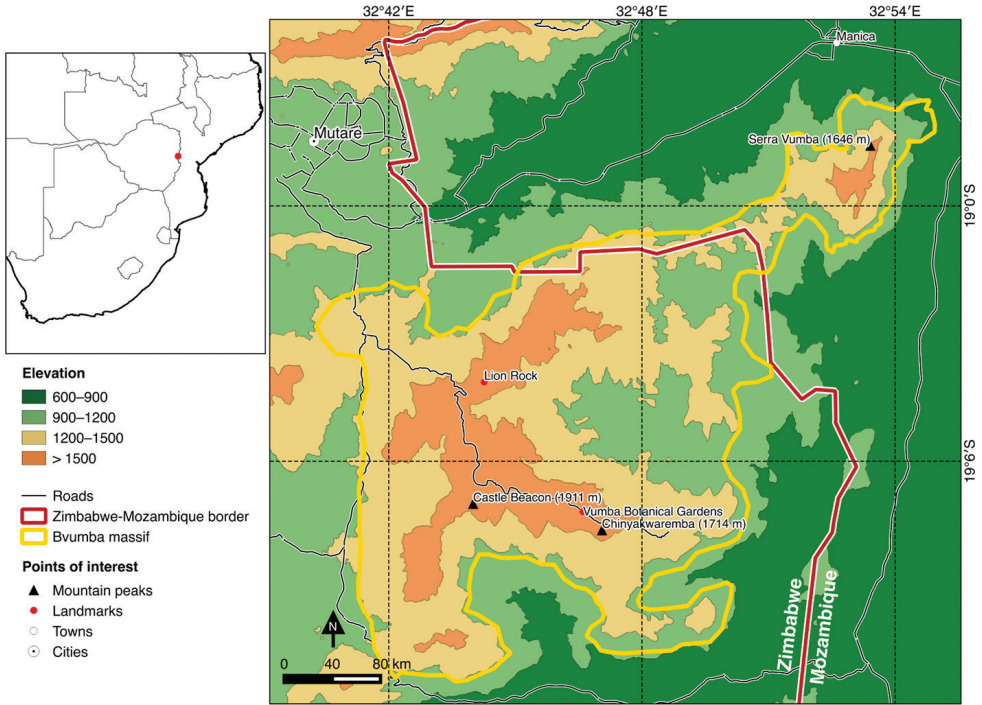 32°42′E
32°48′E
32°54′E
Manica
Mutare
Serra Vumba (1646 m)
19°0′S
Lion Rock
19°6′S
Castle Beacon (1911 m)
Vumba Botanical Gardens
Chinyakwaremba (1714 m)
Zimbabwe
Mozambique
N
0 40 80 km
Elevation
600–900
900–1200
1200–1500
> 1500
Roads
Zimbabwe-Mozambique border
Bvumba massif
Points of interest
Mountain peaks
Landmarks
Towns
Cities